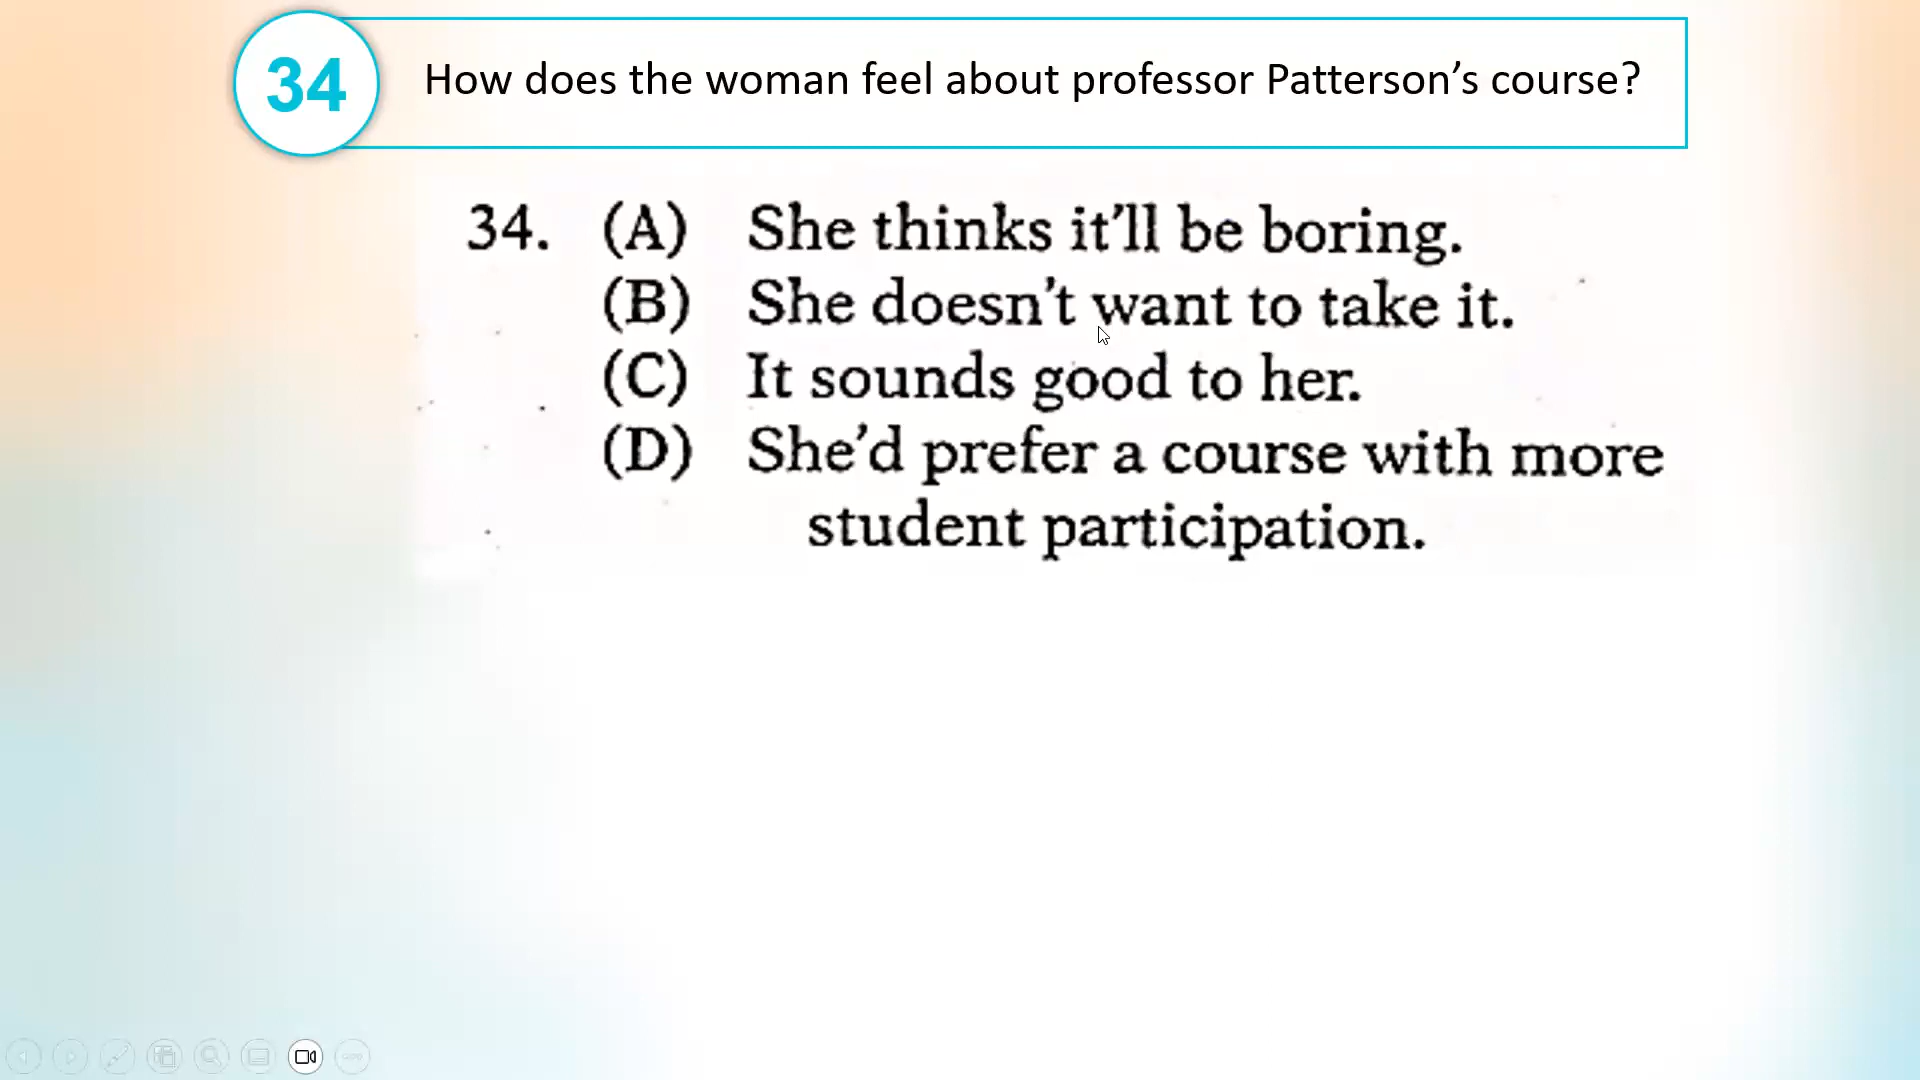 34
How does the woman feel about professor Patterson’s course?
34. (A) She thinks it'll be boring.
(B) She doesn't want to take it.
(C) It sounds good to her.
(D) She'd prefer a course with more
student participation.